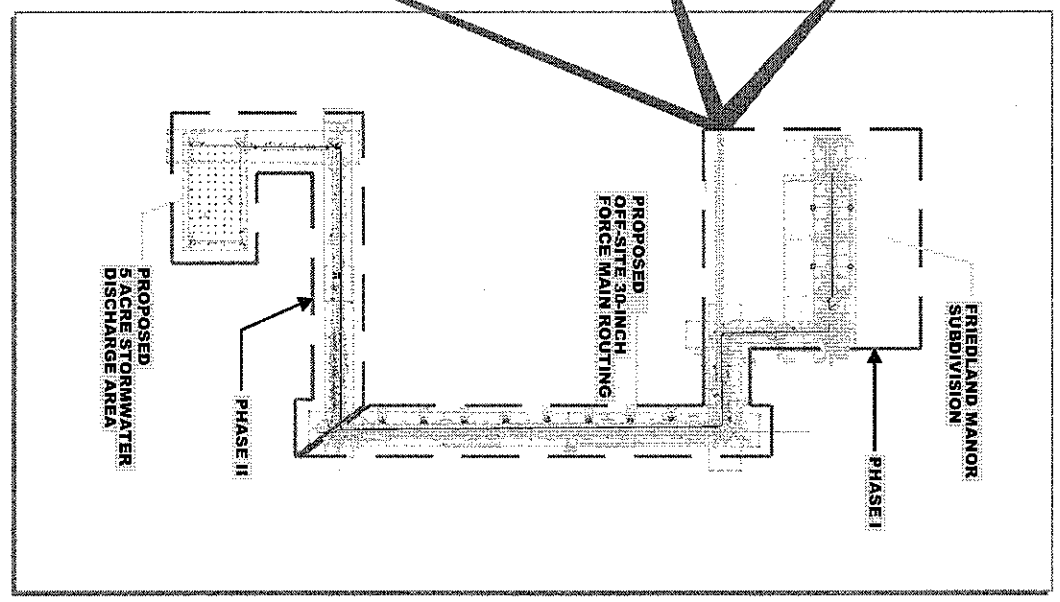 FRIEDLAND MANOR
SUBDIVISION
PHASE I
PROPOSED
OFF-SITE 30-INCH
FORCE MAIN ROUTING
PHASE II
PROPOSED
5 ACRE STORMWATER
DISCHARGE AREA